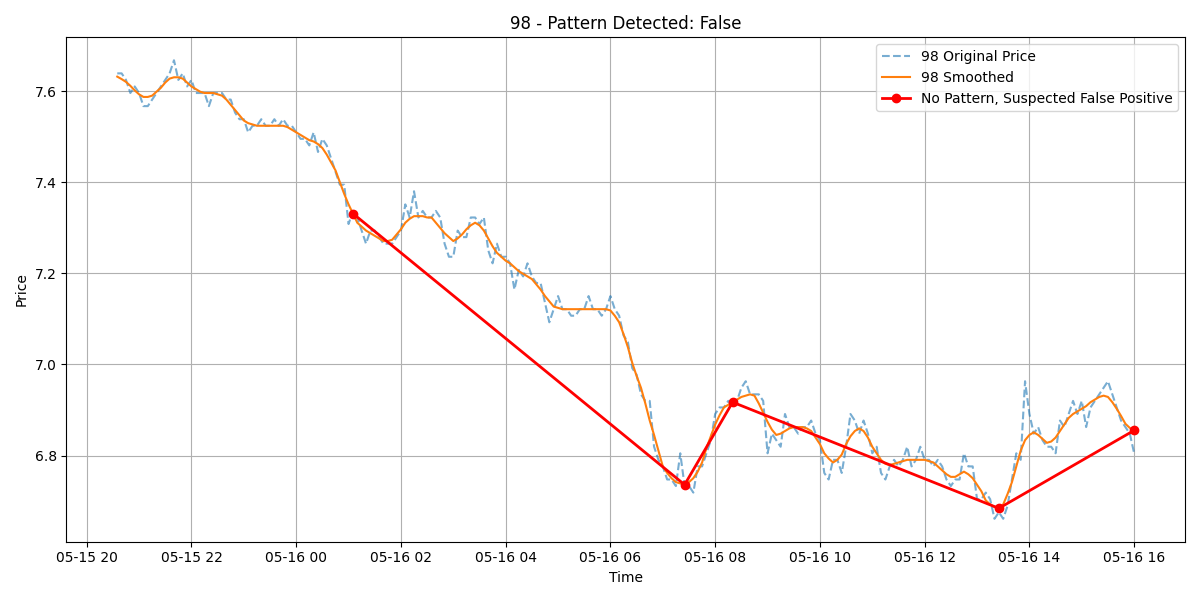 98 - Pattern Detected: False
98 Original Price
98 Smoothed
No Pattern, Suspected False Positive
Price
7.6
7.4
7.2
7.0
6.8
05-15 20 05-15 22 05-16 00 05-16 02 05-16 04 05-16 06 05-16 08 05-16 10 05-16 12 05-16 14 05-16 16
Time